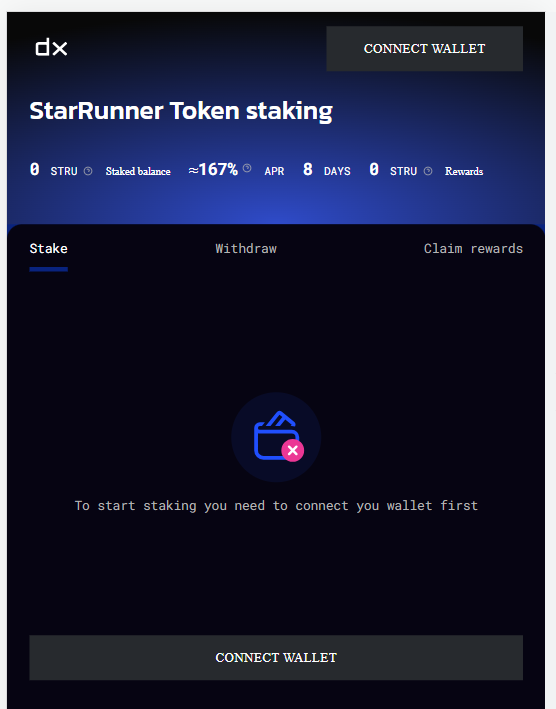 dx
CONNECT WALLET
StarRunner Token staking
0 STRU ? Staked balance ≈167% ? APR 8 DAYS 0 STRU ? Rewards
Stake Withdraw Claim rewards
To start staking you need to connect you wallet first
CONNECT WALLET